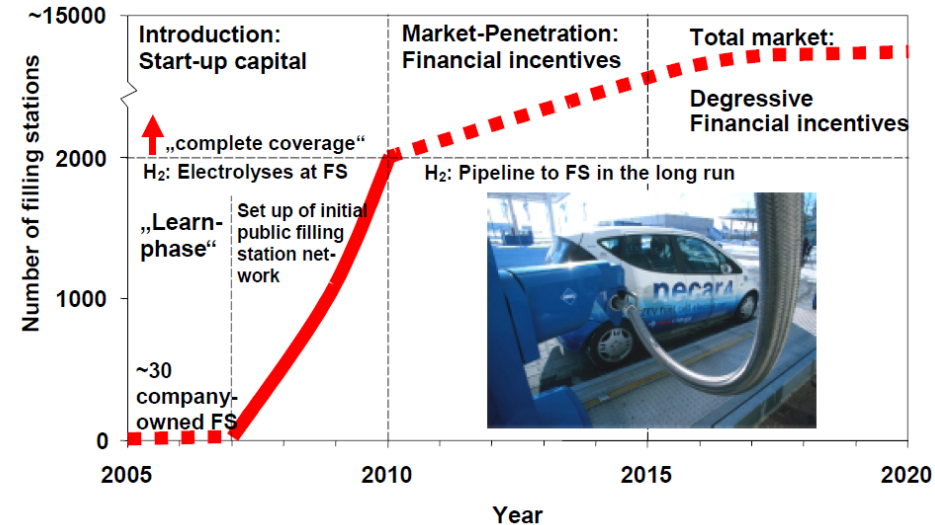 ~15000
Introduction:
Start-up capital
Market-Penetration:
Financial incentives
Total market:
Degressive
Financial incentives
Number of filling stations
„complete coverage“
2000
H₂: Electrolyses at FS
H₂: Pipeline to FS in the long run
„Learn-
phase“
Set up of initial
public filling
station net-
work
1000
necar4
~30
company-
owned FS
0
2005
2010
2015
2020
Year